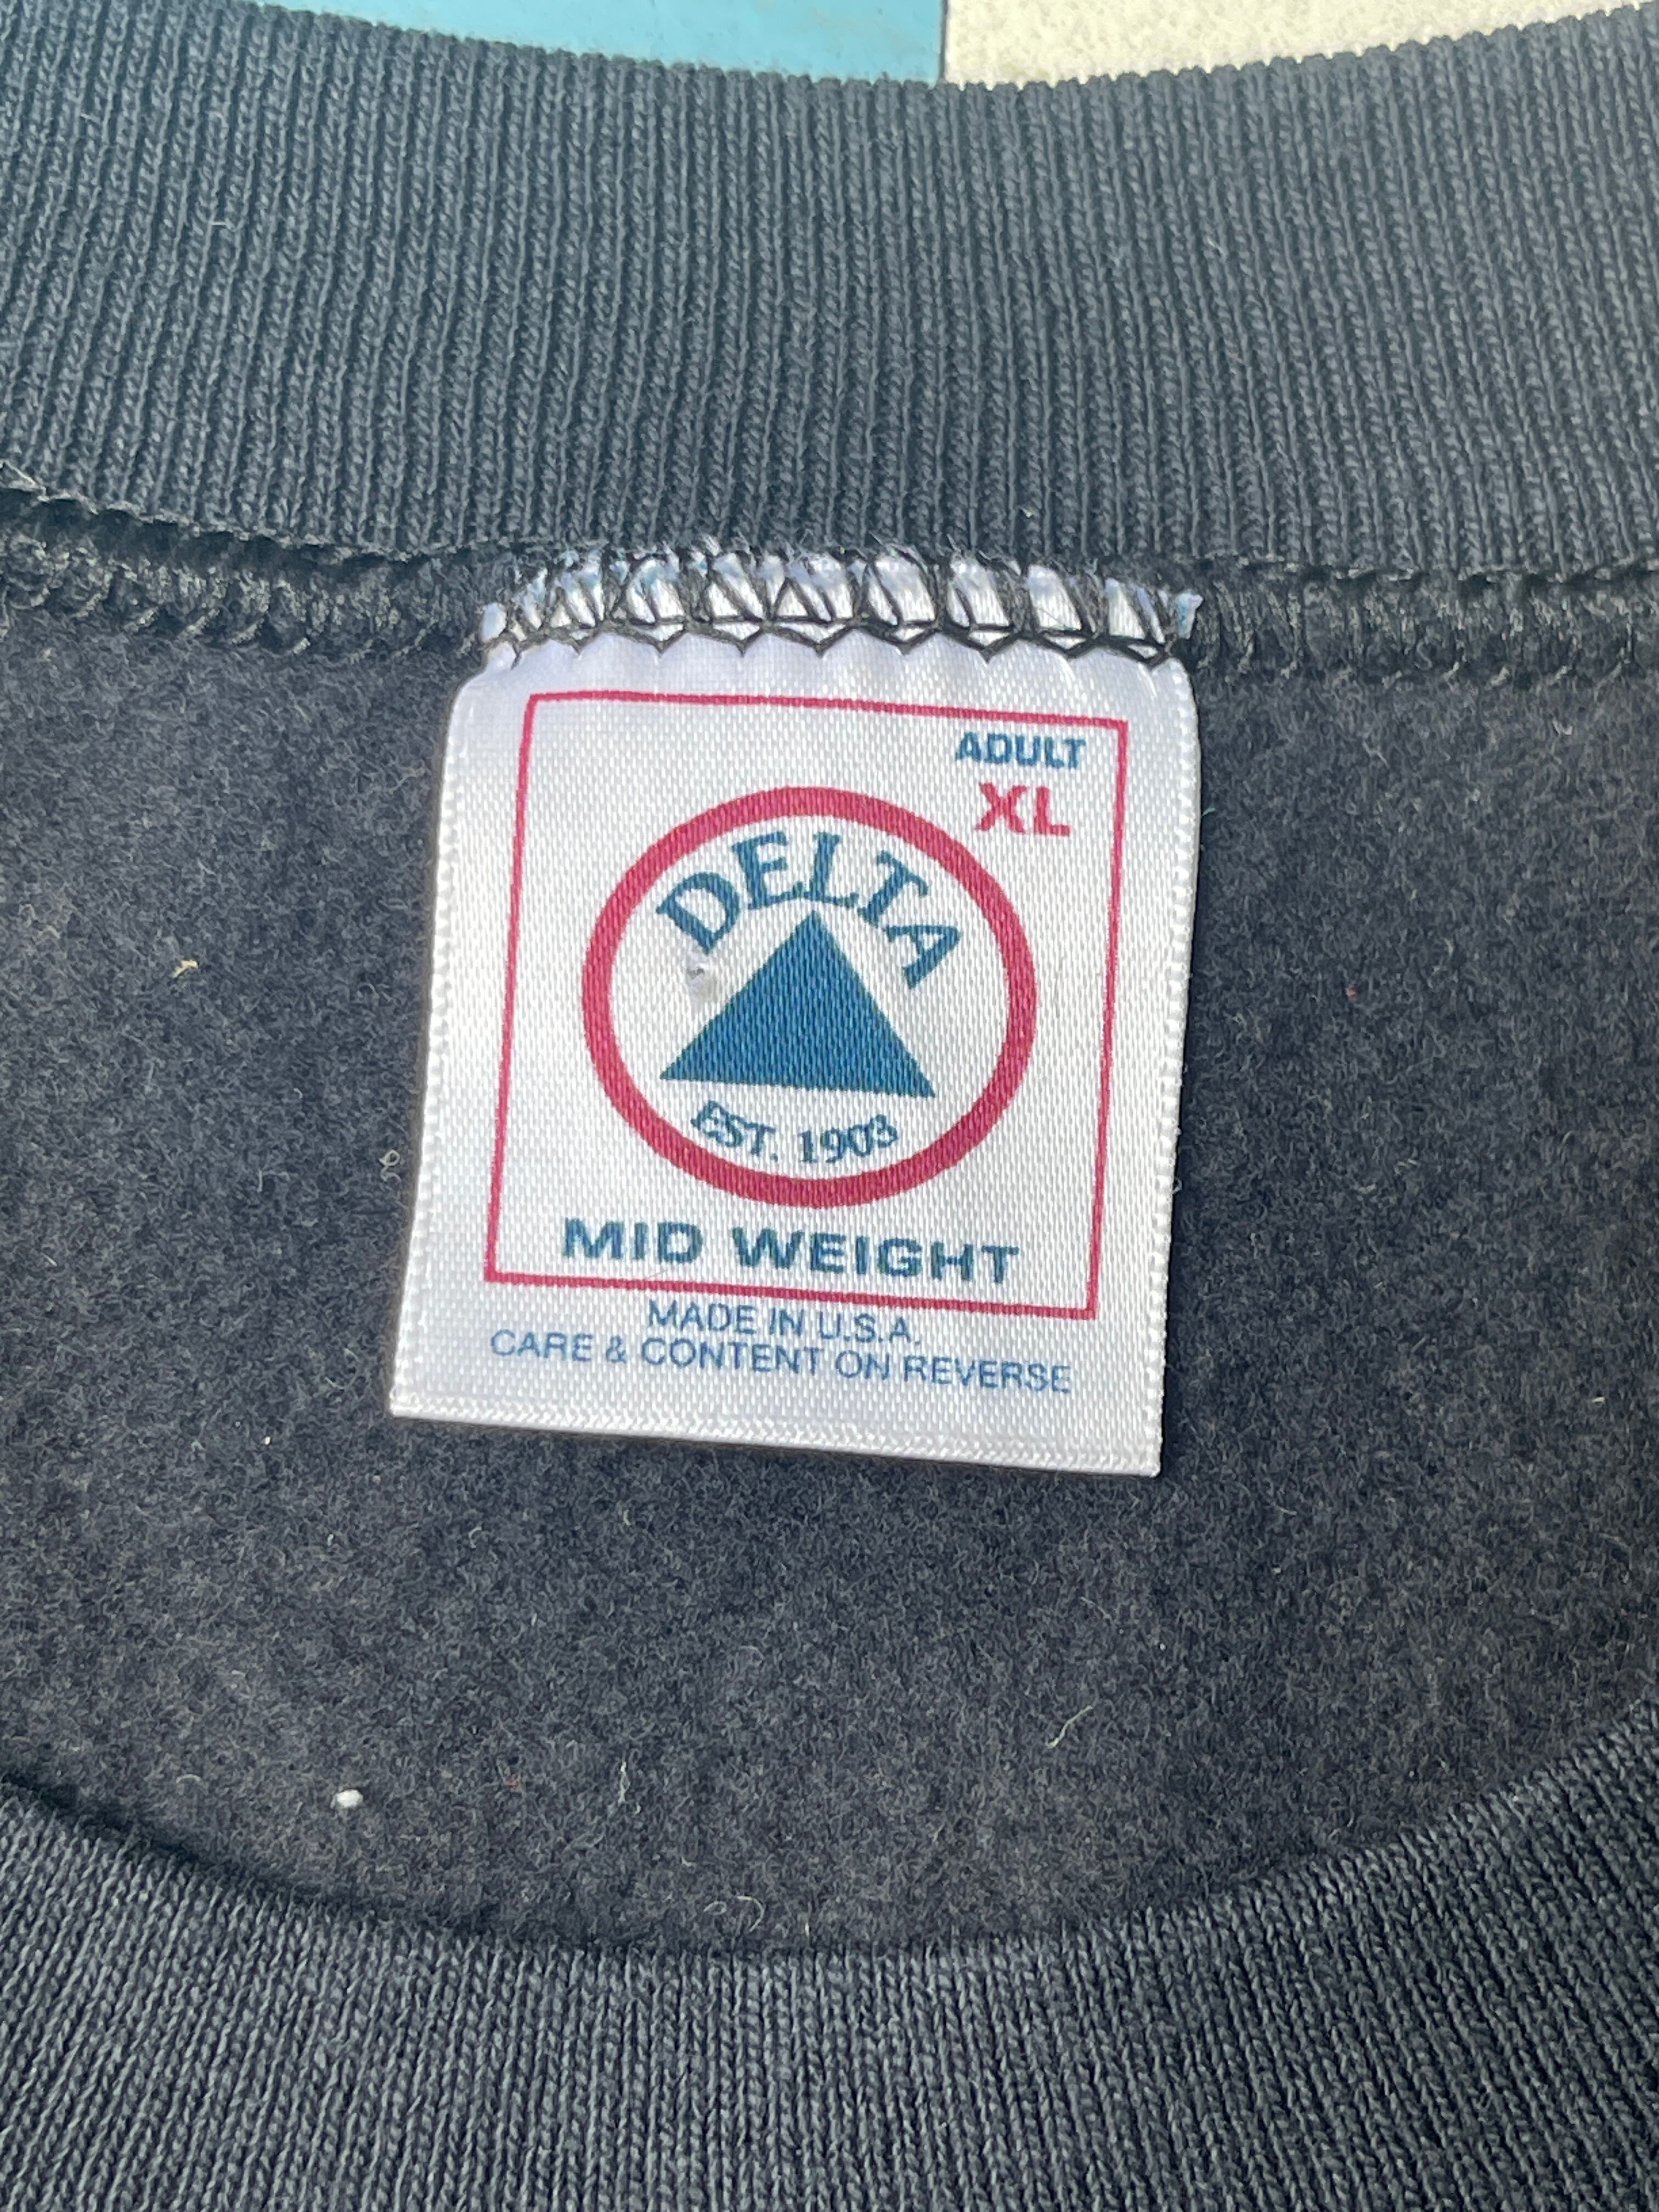 ADULT
XL
DELTA
EST. 1903
MID WEIGHT
MADE IN U.S.A.
CARE & CONTENT ON REVERSE